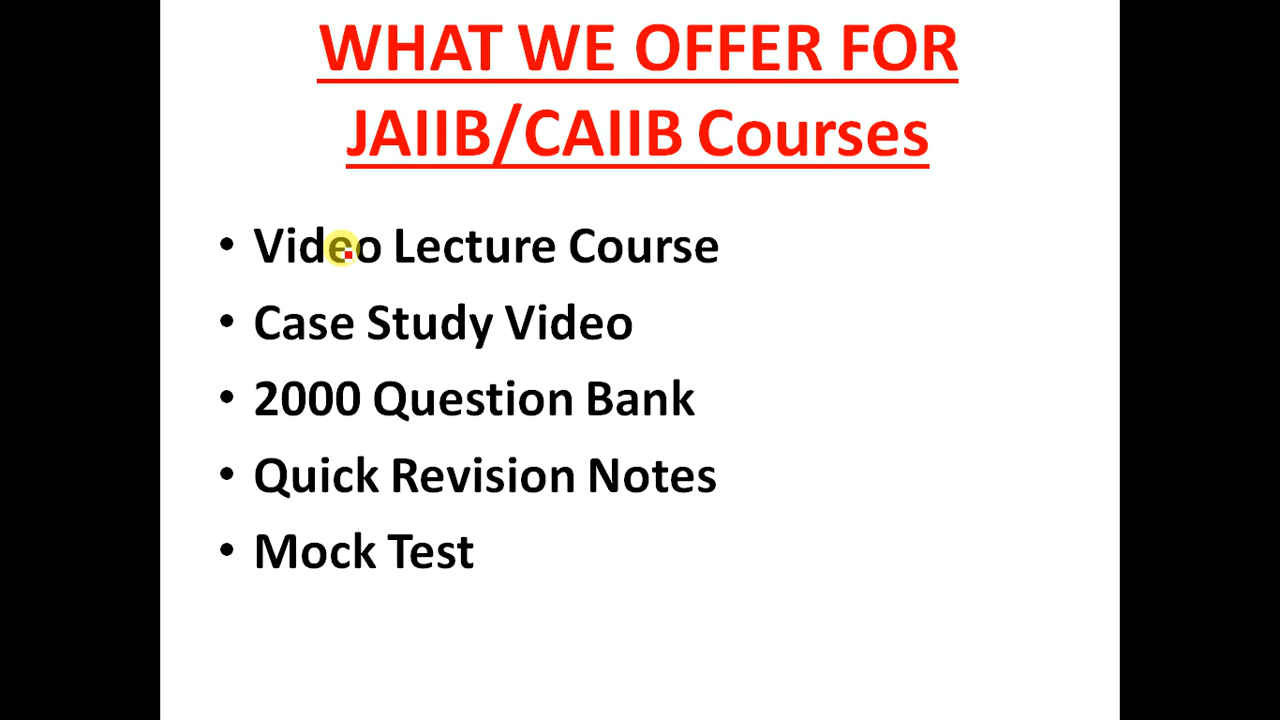 WHAT WE OFFER FOR
JAIIB/CAIIB Courses
• Video Lecture Course
• Case Study Video
• 2000 Question Bank
• Quick Revision Notes
• Mock Test